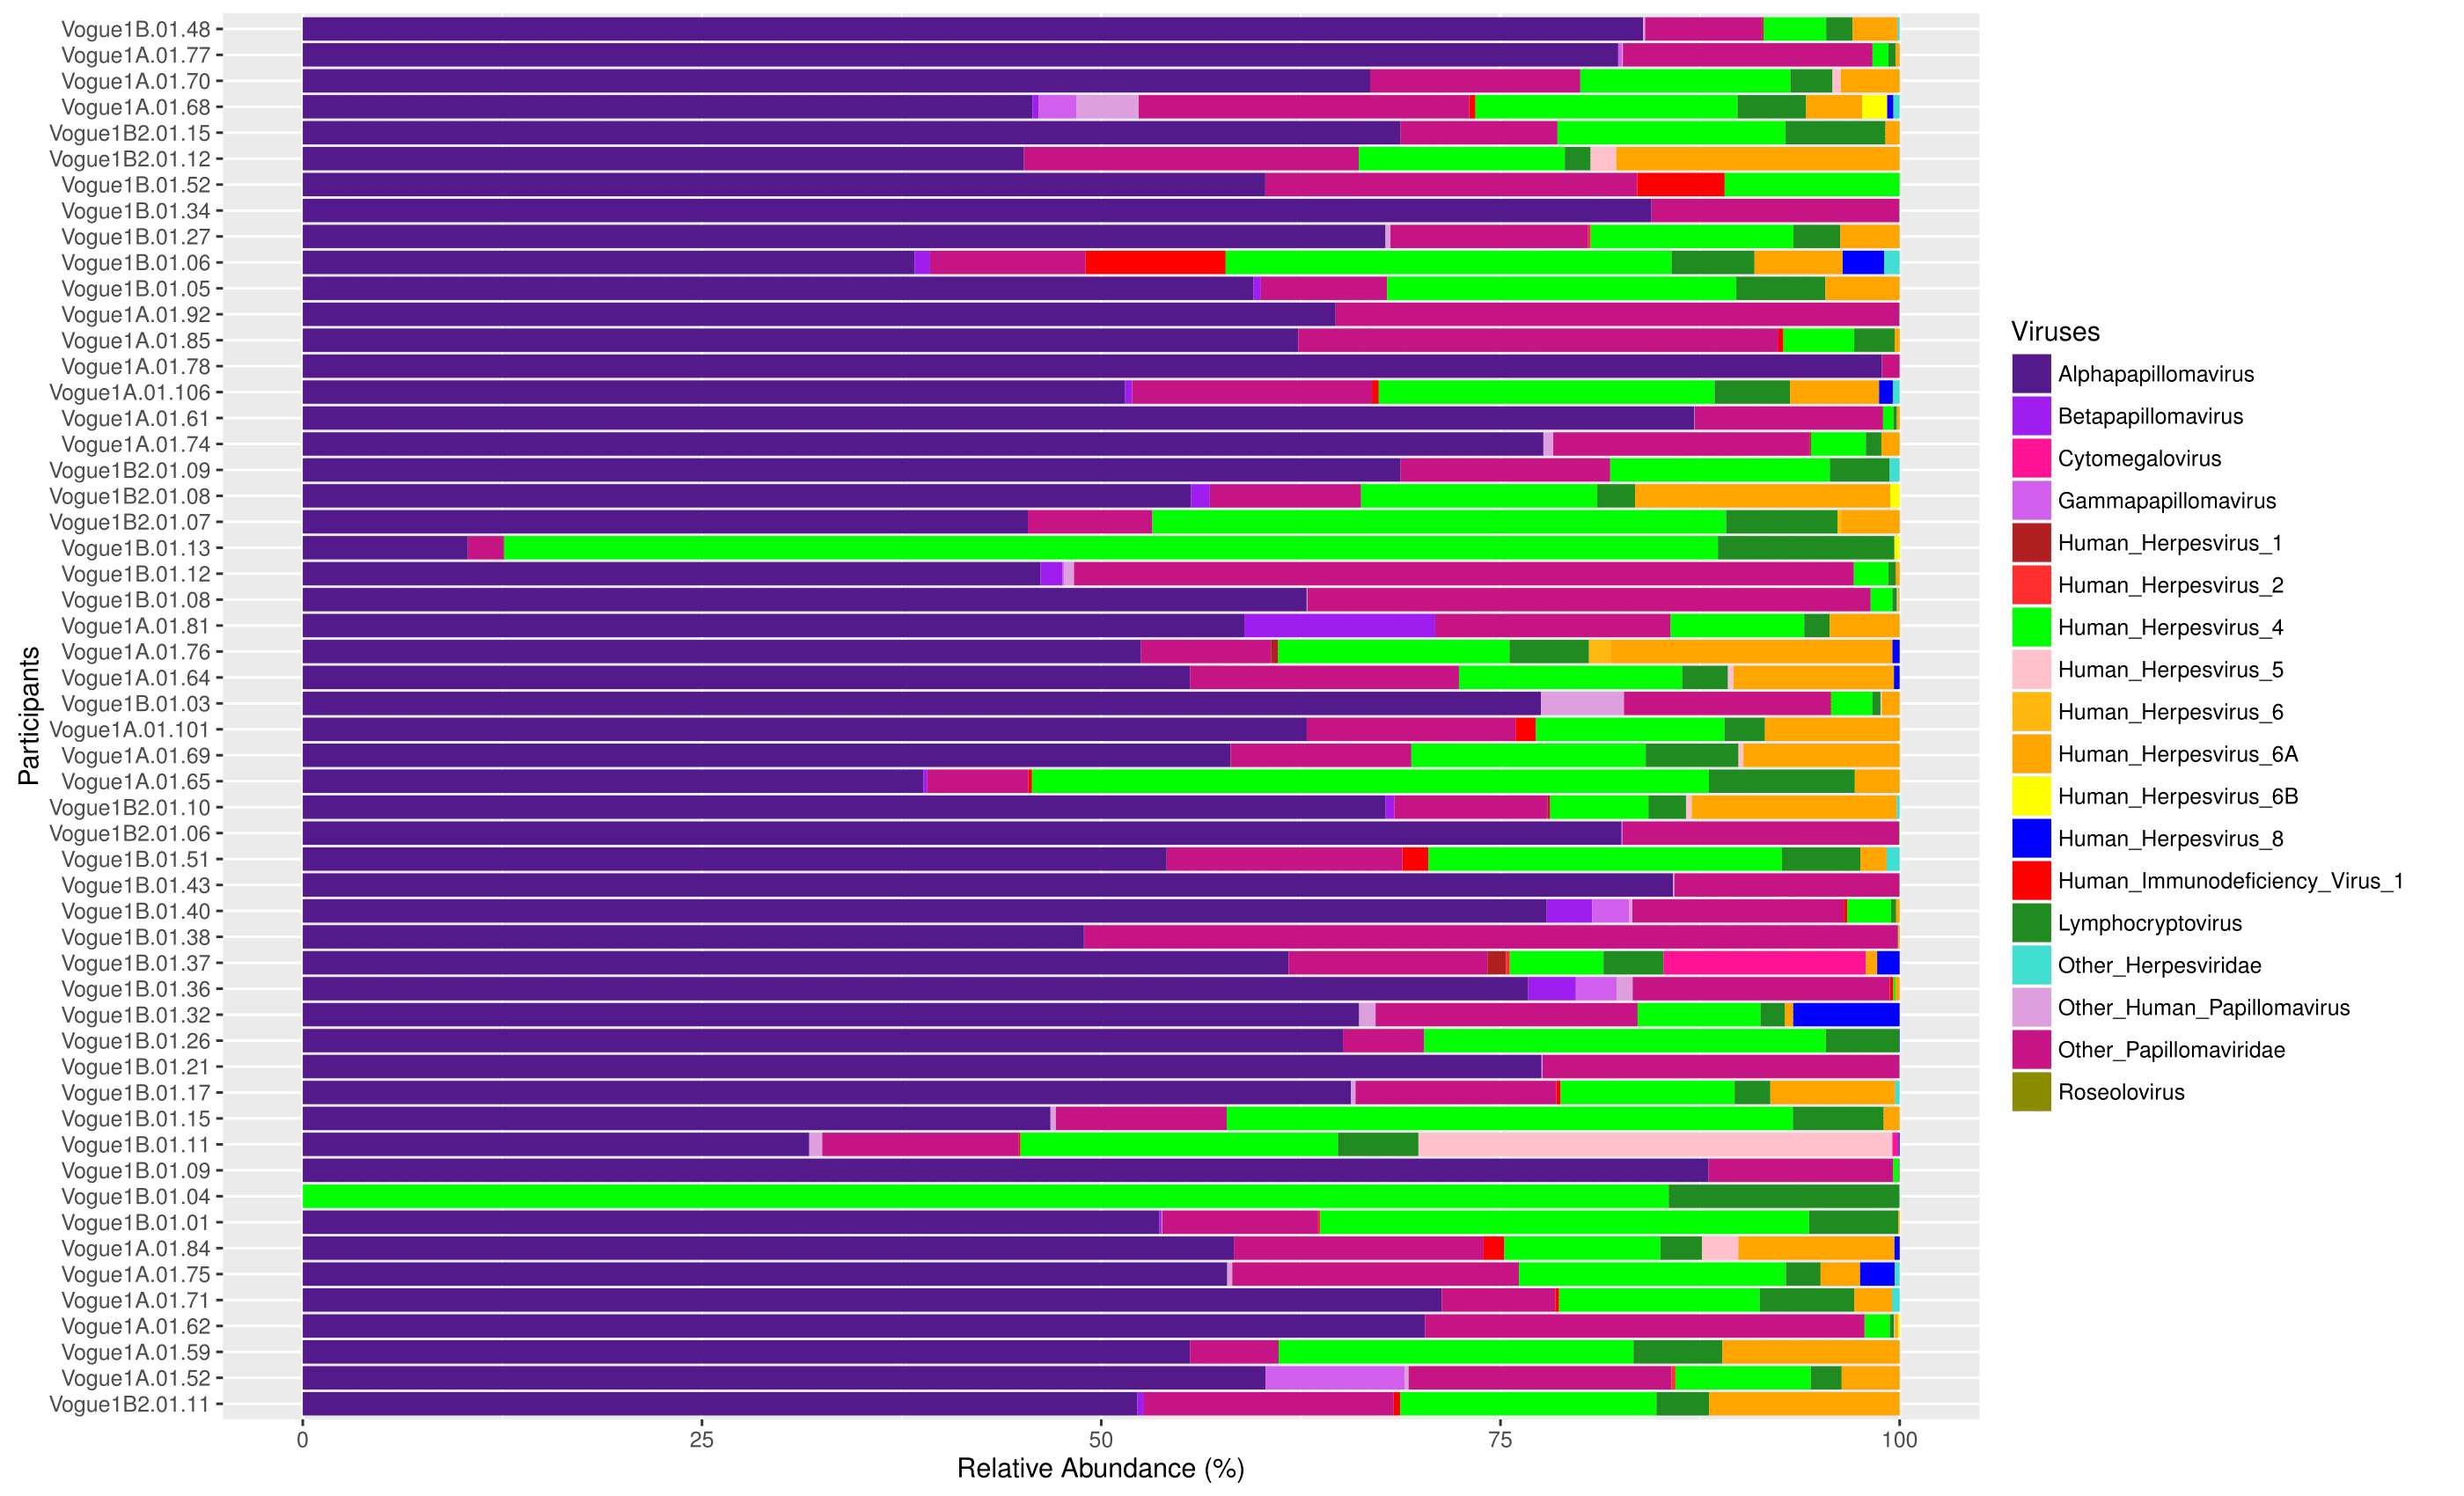 Vogue1B.01.48
Vogue1A.01.77
Vogue1A.01.70
Vogue1A.01.68
Vogue1B2.01.15
Vogue1B2.01.12
Vogue1B.01.52
Vogue1B.01.34
Vogue1B.01.27
Vogue1B.01.06
Vogue1B.01.05
Vogue1A.01.92
Vogue1A.01.85
Vogue1A.01.78
Vogue1A.01.106
Vogue1A.01.61
Vogue1A.01.74
Vogue1B2.01.09
Vogue1B2.01.08
Vogue1B2.01.07
Vogue1B.01.13
Vogue1B.01.12
Vogue1B.01.08
Vogue1A.01.81
Vogue1A.01.76
Vogue1A.01.64
Vogue1B.01.03
Vogue1A.01.101
Vogue1A.01.69
Vogue1A.01.65
Vogue1B2.01.10
Vogue1B2.01.06
Vogue1B.01.51
Vogue1B.01.43
Vogue1B.01.40
Vogue1B.01.38
Vogue1B.01.37
Vogue1B.01.36
Vogue1B.01.32
Vogue1B.01.26
Vogue1B.01.21
Vogue1B.01.17
Vogue1B.01.15
Vogue1B.01.11
Vogue1B.01.09
Vogue1B.01.04
Vogue1B.01.01
Vogue1A.01.84
Vogue1A.01.75
Vogue1A.01.71
Vogue1A.01.62
Vogue1A.01.59
Vogue1A.01.52
Vogue1B2.01.11
Participants
0 25 50 75 100
Relative Abundance (%)
Viruses
Alphapapillomavirus
Betapapillomavirus
Cytomegalovirus
Gammapapillomavirus
Human_Herpesvirus_1
Human_Herpesvirus_2
Human_Herpesvirus_4
Human_Herpesvirus_5
Human_Herpesvirus_6
Human_Herpesvirus_6A
Human_Herpesvirus_6B
Human_Herpesvirus_8
Human_Immunodeficiency_Virus_1
Lymphocryptovirus
Other_Herpesviridae
Other_Human_Papillomavirus
Other_Papillomaviridae
Roseolovirus